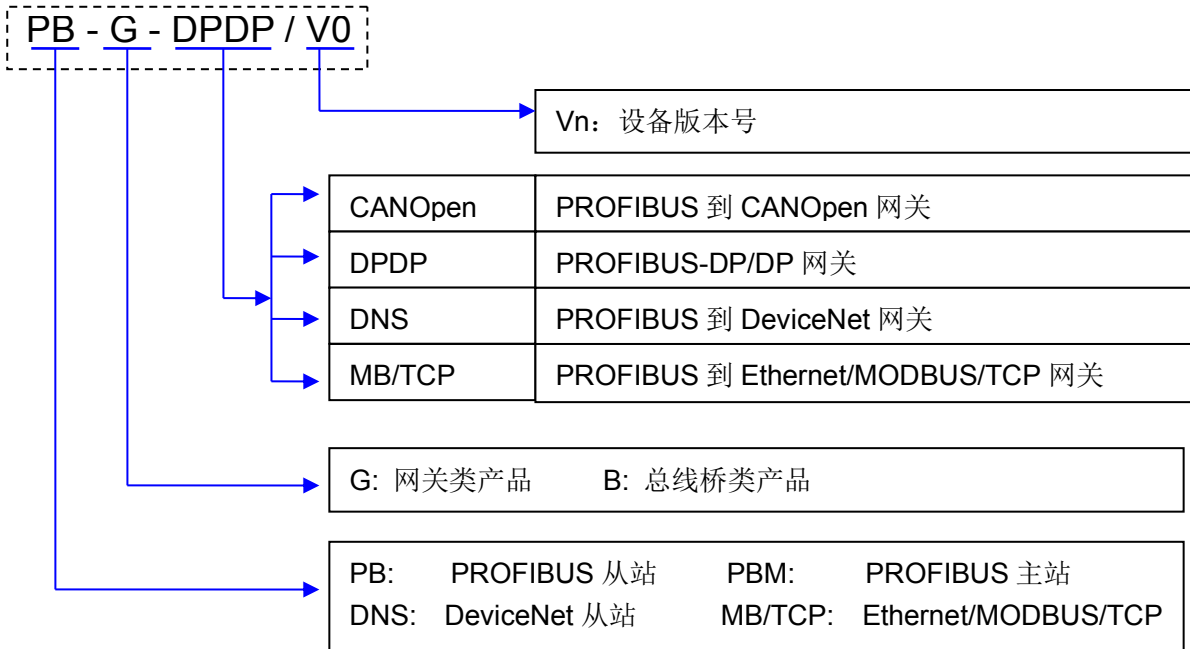 PB - G - DPDP / V0
Vn：设备版本号
CANOpen PROFIBUS 到 CANOpen 网关
DPDP PROFIBUS-DP/DP 网关
DNS PROFIBUS 到 DeviceNet 网关
MB/TCP PROFIBUS 到 Ethernet/MODBUS/TCP 网关
G: 网关类产品 B: 总线桥类产品
PB: PROFIBUS 从站 PBM: PROFIBUS 主站
DNS: DeviceNet 从站 MB/TCP: Ethernet/MODBUS/TCP